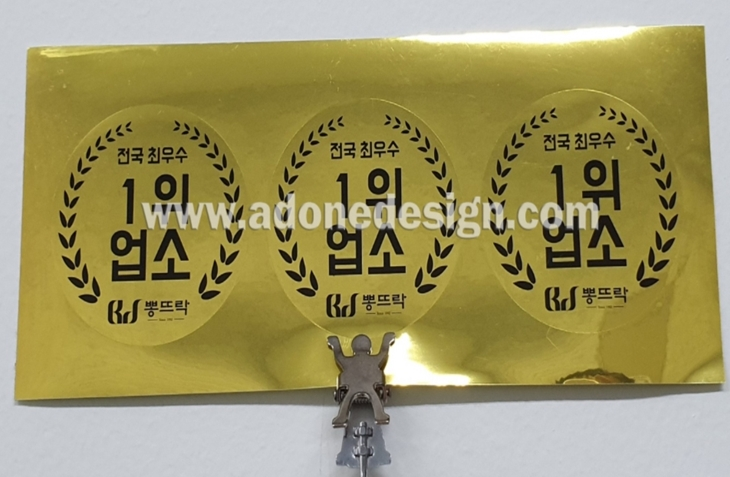 전국 최우수
1위
업소
뽕뜨락
전국 최우수
1위
업소
뽕뜨락
전국 최우수
1위
업소
뽕뜨락
www.adonedesign.com